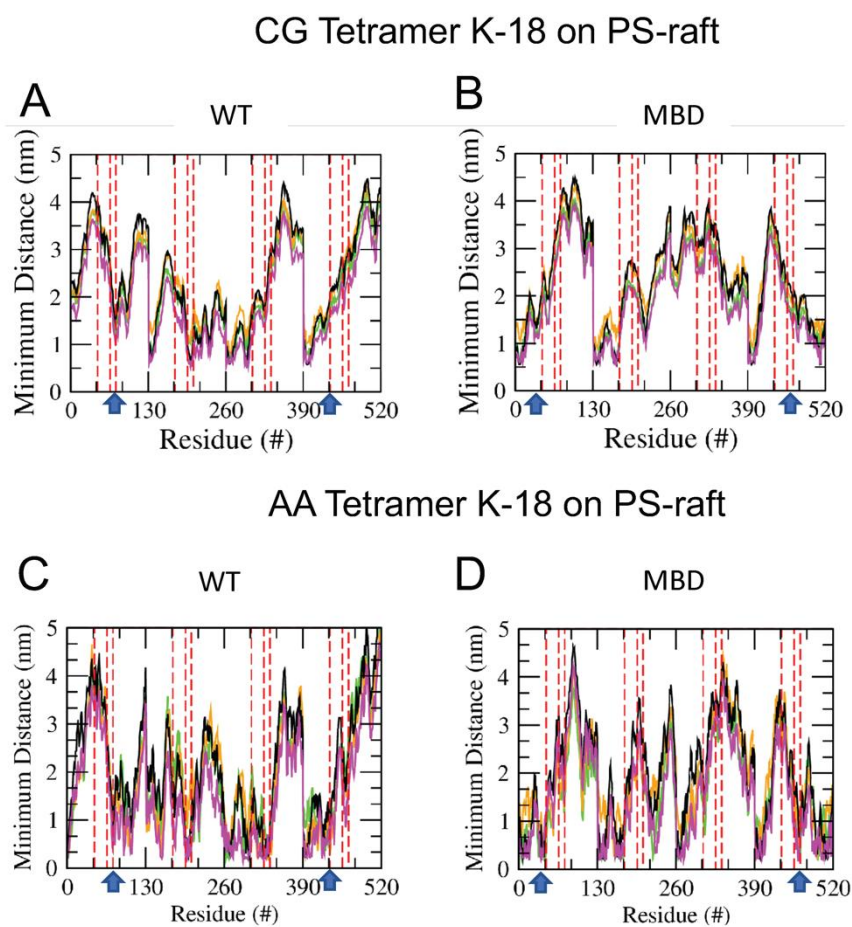 CG Tetramer K-18 on PS-raft
A
WT
Minimum Distance (nm)
5
4
3
2
1
0
0 130 260 390 520
Residue (#)
B
MBD
Minimum Distance (nm)
5
4
3
2
1
0
0 130 260 390 520
Residue (#)
AA Tetramer K-18 on PS-raft
C
WT
Minimum Distance (nm)
5
4
3
2
1
0
0 130 260 390 520
Residue (#)
D
MBD
Minimum Distance (nm)
5
4
3
2
1
0
0 130 260 390 520
Residue (#)